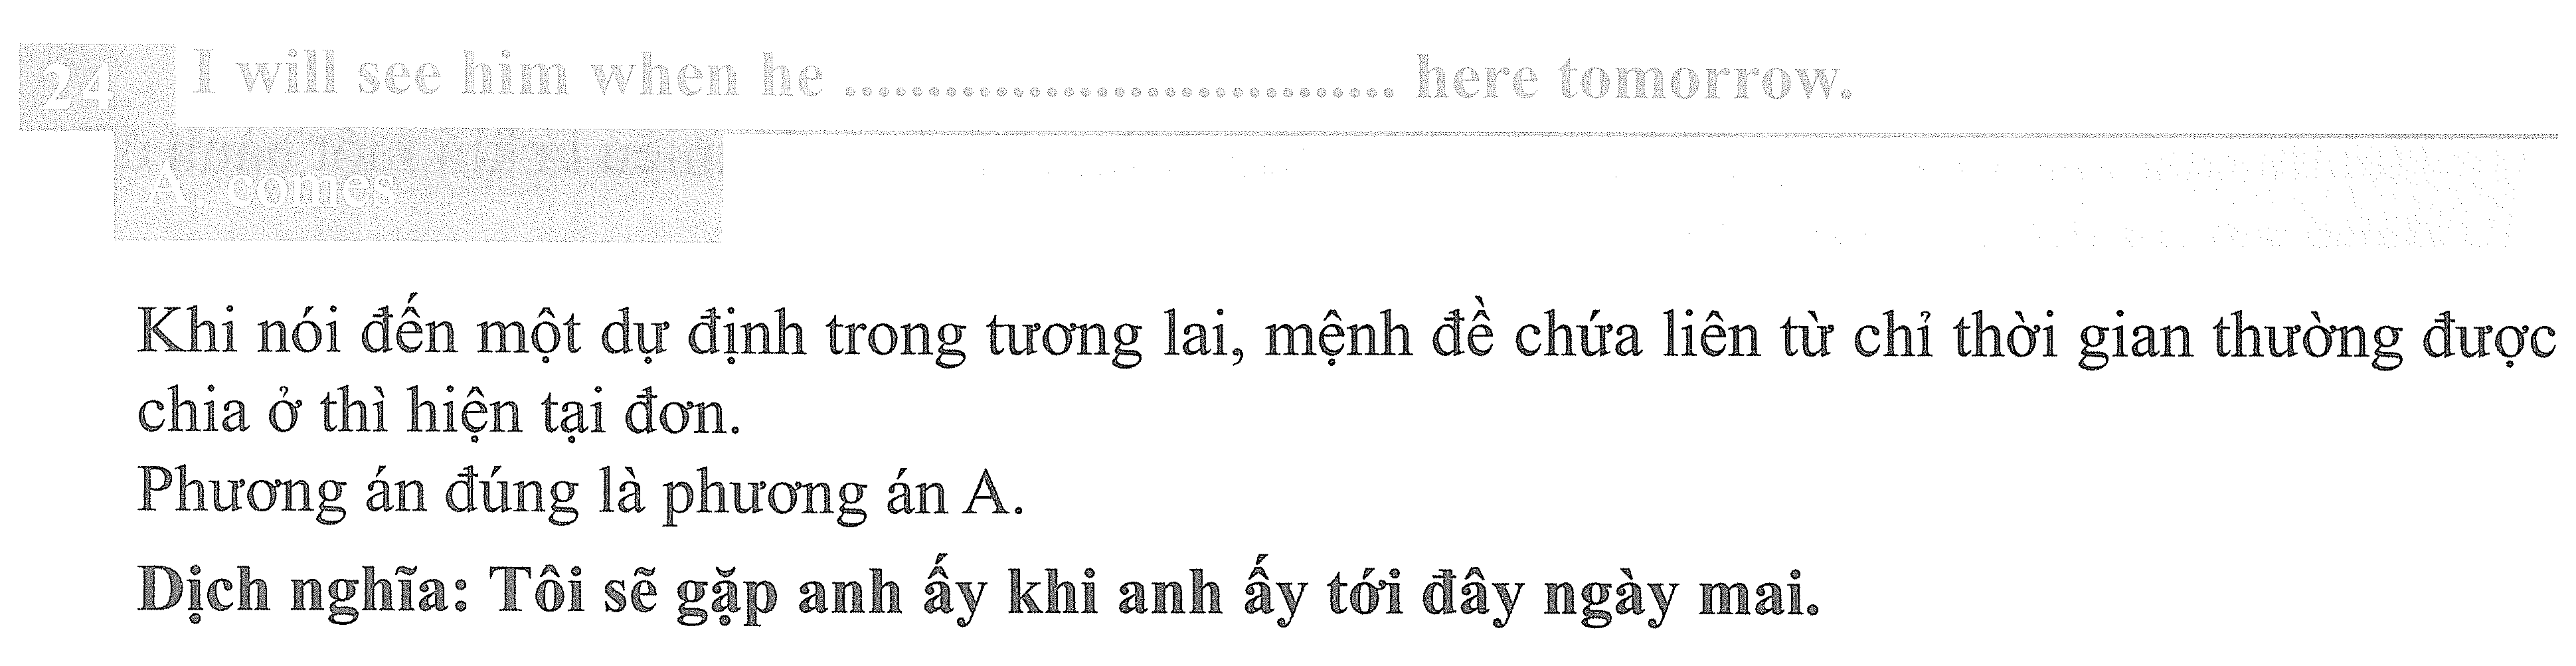 24 I will see him when he .................................. here tomorrow.
A. comes
Khi nói đến một dự định trong tương lai, mệnh đề chứa liên từ chỉ thời gian thường được
chia ở thì hiện tại đơn.
Phương án đúng là phương án A.
Dịch nghĩa: Tôi sẽ gặp anh ấy khi anh ấy tới đây ngày mai.